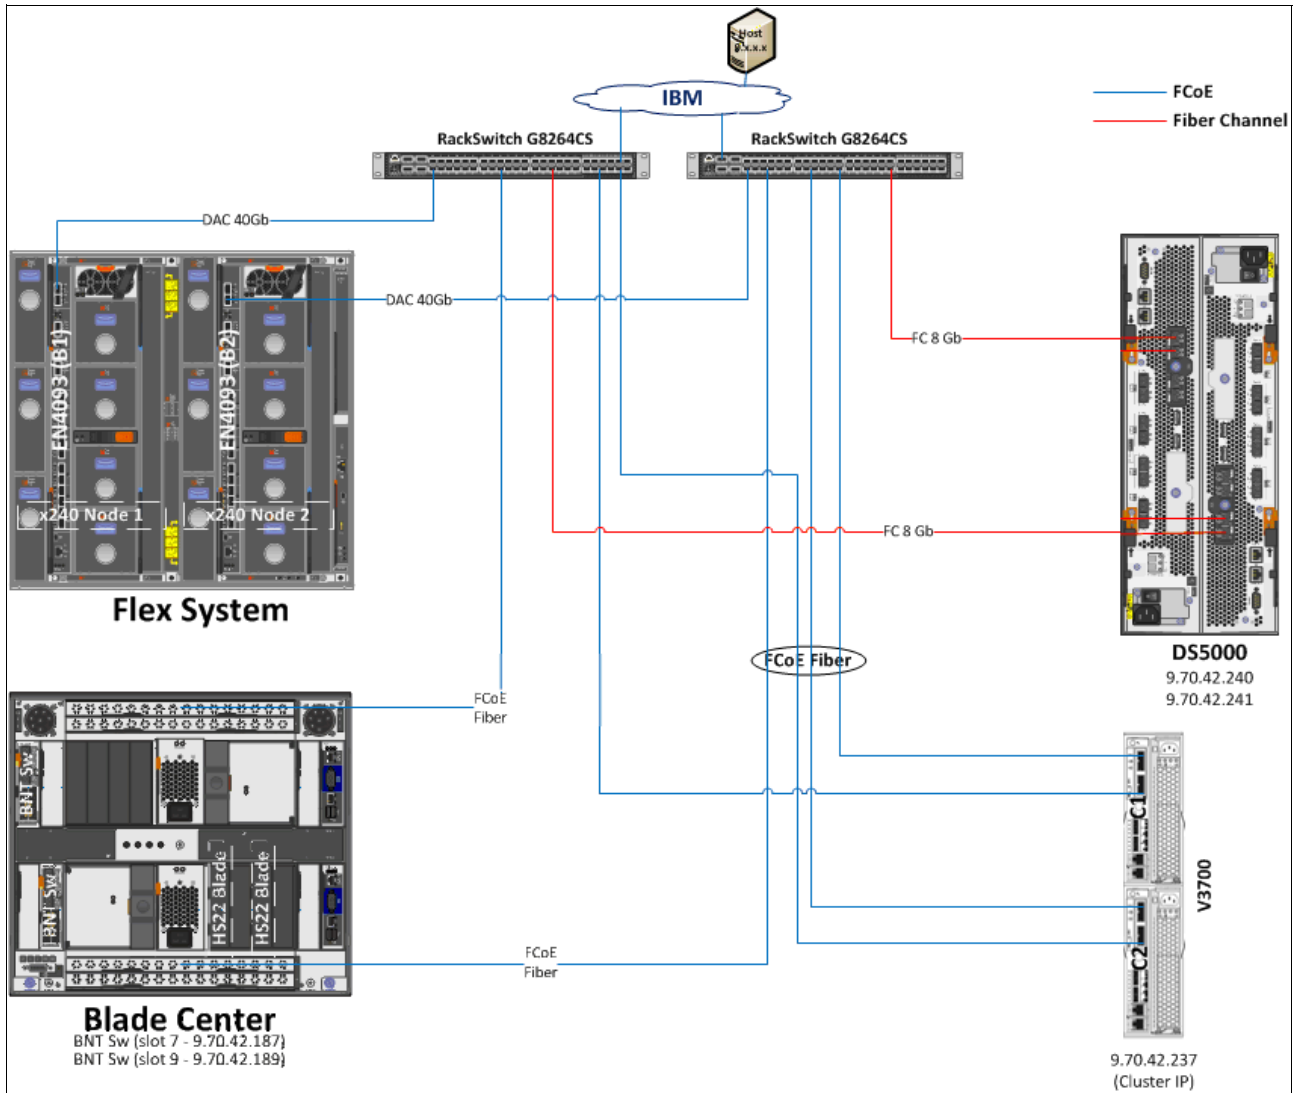 Host
9.x.x.x
IBM
FCoE
Fiber Channel
RackSwitch G8264CS
RackSwitch G8264CS
DAC 40Gb
DAC 40Gb
FC 8 Gb
FC 8 Gb
EN4093 (B1)
EN4093 (B2)
x240 Node 1
x240 Node 2
Flex System
DS5000
9.70.42.240
9.70.42.241
FCoE Fiber
FCoE
Fiber
BNT Sw
BNT Sw
HS22 Blade
HS22 Blade
FCoE
Fiber
C1
C2
V3700
Blade Center
BNT Sw (slot 7 - 9.70.42.187)
BNT Sw (slot 9 - 9.70.42.189)
9.70.42.237
(Cluster IP)